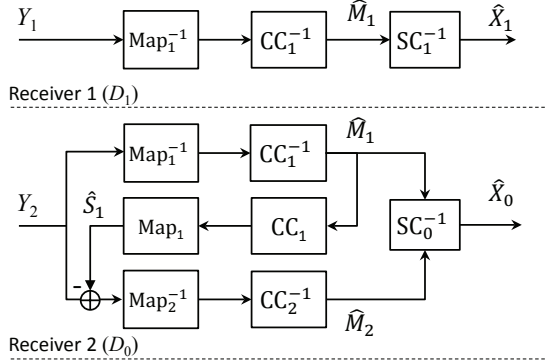 Y₁ Map₁⁻¹ CC₁⁻¹ M̂₁ SC₁⁻¹ X̂₁
Receiver 1 (D₁)
Map₁⁻¹ CC₁⁻¹ M̂₁
Y₂ Ŝ₁ Map₁ CC₁ SC₀⁻¹ X̂₀
- Map₂⁻¹ CC₂⁻¹ M̂₂
Receiver 2 (D₀)